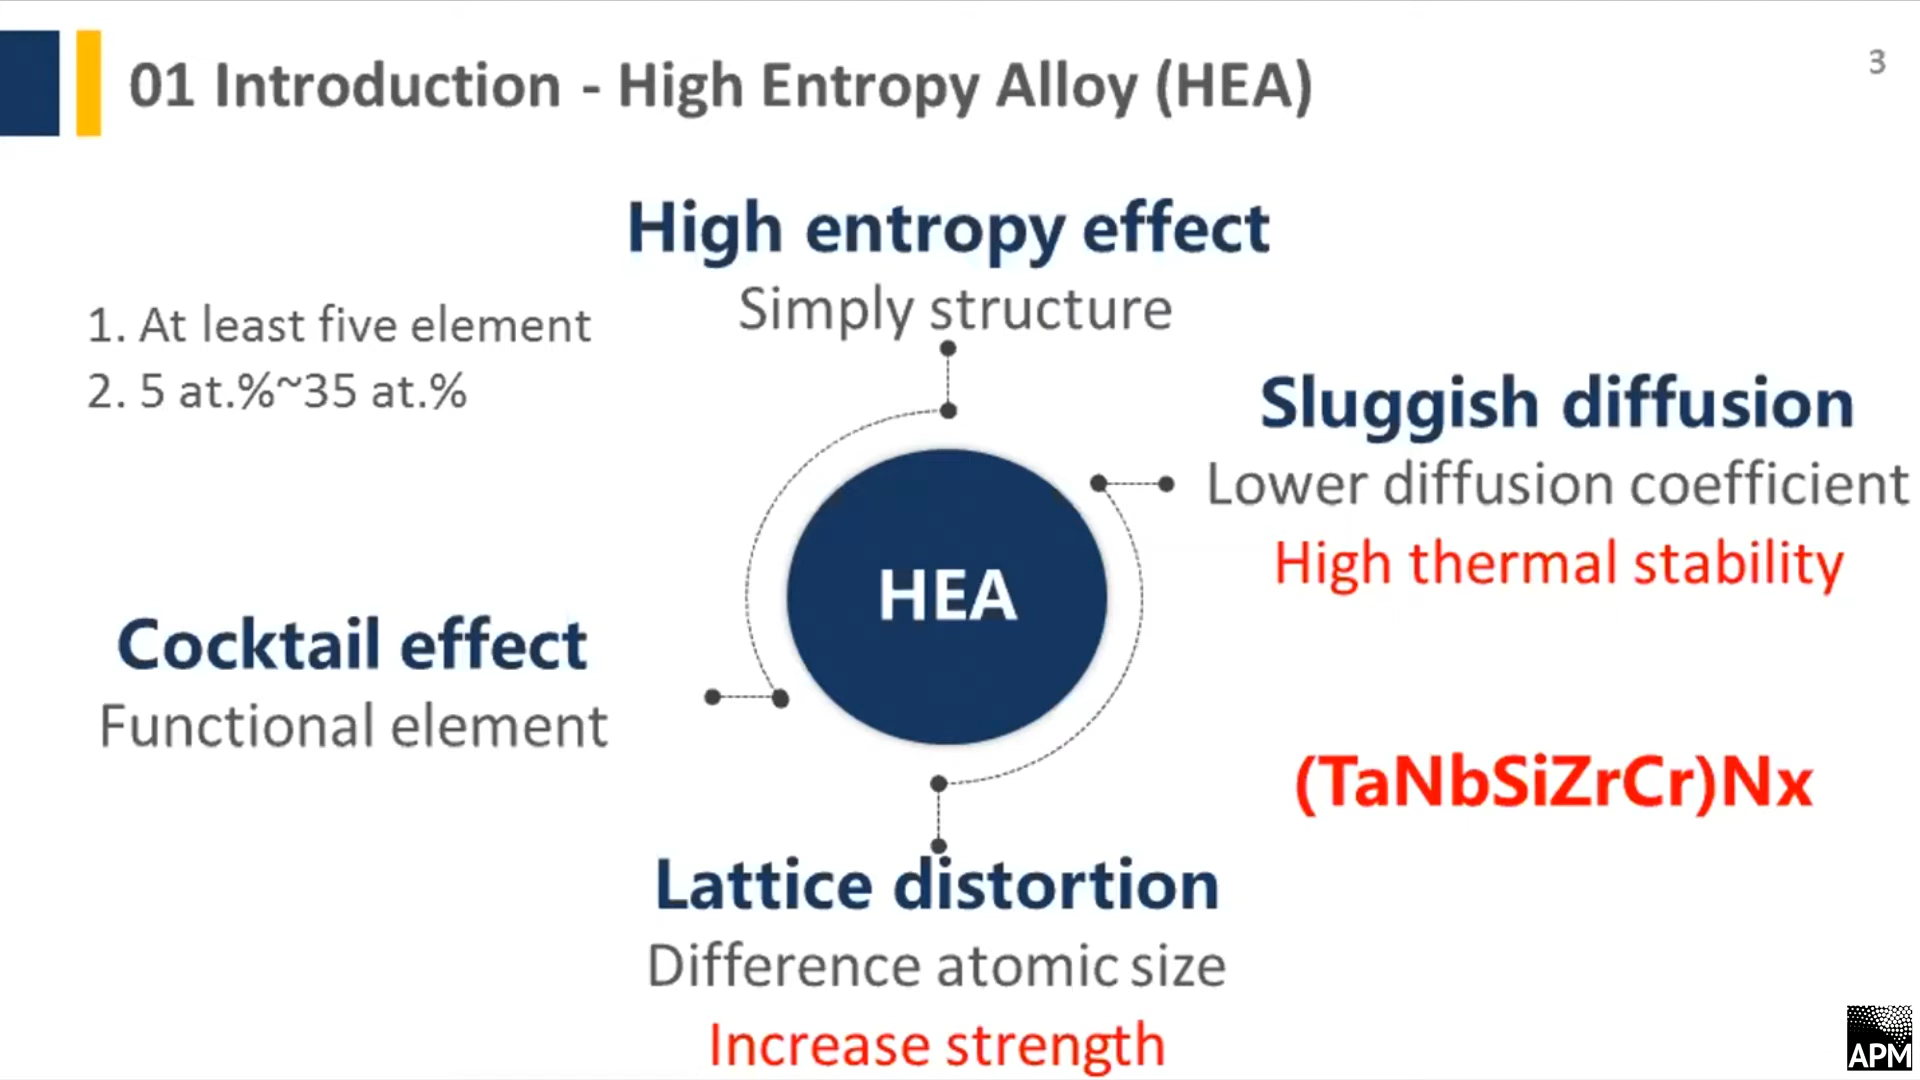 01 Introduction - High Entropy Alloy (HEA)
3
High entropy effect
Simply structure
1. At least five element
2. 5 at.%~35 at.%
Sluggish diffusion
Lower diffusion coefficient
High thermal stability
HEA
Cocktail effect
Functional element
(TaNbSiZrCr)Nx
Lattice distortion
Difference atomic size
Increase strength
APM